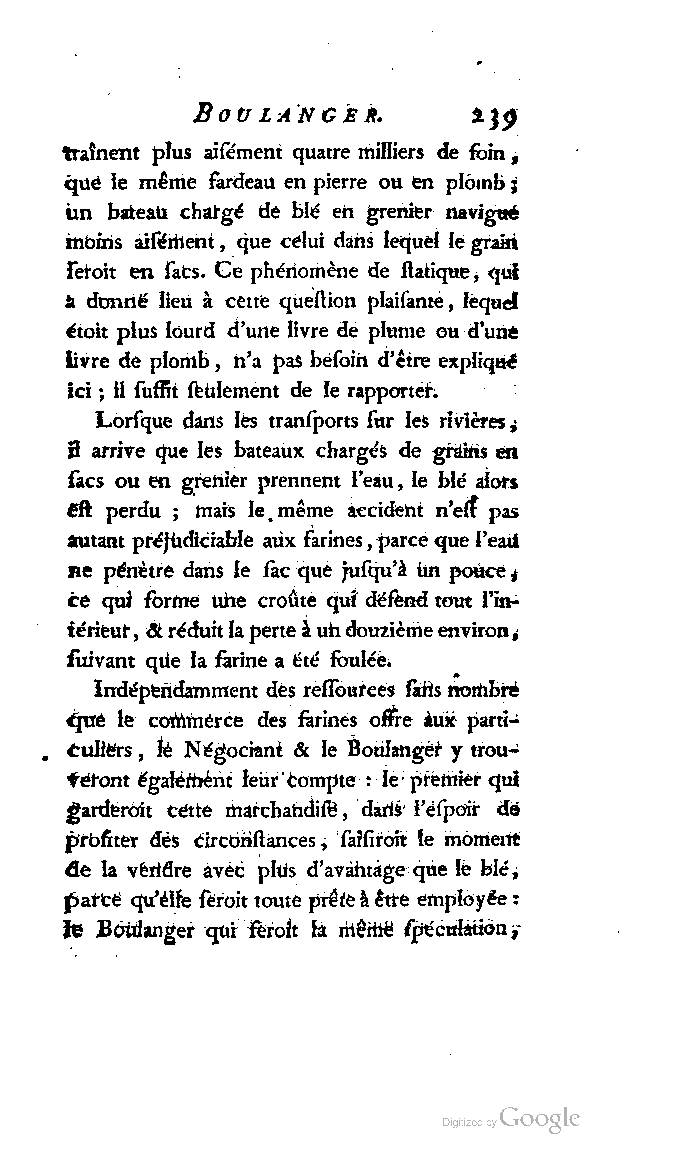 BOULANGER. 239
traînent plus aiſément quatre milliers de foin,
que le même fardeau en pierre ou en plomb;
un bateau chargé de blé en grenier navigue
moins aiſément, que celui dans lequel le grain
ſeroit en ſacs. Ce phénomène de ſtatique, qui
a donné lieu à cette queſtion plaiſante, lequel
étoit plus lourd d'une livre de plume ou d'une
livre de plomb, n'a pas beſoin d'être expliqué
ici ; il ſuffit ſeulement de le rapporter.
Lorſque dans les tranſports ſur les rivières,
il arrive que les bateaux chargés de grains en
ſacs ou en grenier prennent l'eau, le blé alors
eſt perdu ; mais le même accident n'eſt pas
autant préjudiciable aux farines, parce que l'eau
ne pénètre dans le ſac que juſqu'à un pouce,
ce qui forme une croûte qui défend tout l'in-
térieur, & réduit la perte à un douzième environ,
ſuivant que la farine a été foulée.
Indépendamment des reſſources ſans nombre
que le commerce des farines offre aux parti-
culiers, le Négociant & le Boulanger y trou-
veront également leur compte : le premier qui
garderoit cette marchandiſe, dans l'eſpoir de
profiter des circonſtances, ſaiſiroit le moment
de la vendre avec plus d'avantage que le blé,
parce qu'elle ſeroit toute prête à être employée :
le Boulanger qui feroit la même ſpéculation,
Digitized by Google